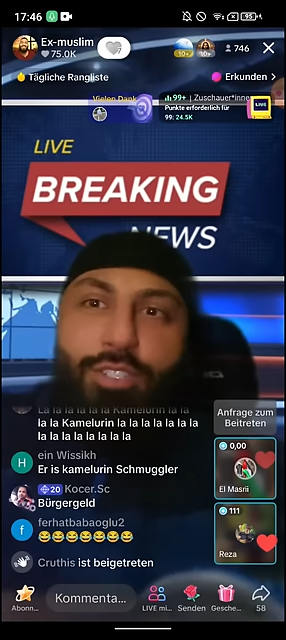 17:46
95
Ex-muslim
75.0K
10+
10+
746
Tägliche Rangliste
Erkunden
Vielen Dank
99+ | Zuschauer*inne
Punkte erforderlich für
99: 24.5K
LIVE
LIVE
BREAKING
NEWS
La la la la la Kamelurin la la
la la Kamelurin la la la la la la
la la la la la la la la
Anfrage zum
Beitreten
H
ein Wissikh
Er is kamelurin Schmuggler
0,00
El Masrii
20 Kocer.Sc
Bürgergeld
f
ferhatbabaoglu2
😂😂😂😂😂😂😂
111
Reza
Cruthis ist beigetreten
Kommenta...
Abonn...
LIVE mi...
Senden
Gesche...
58